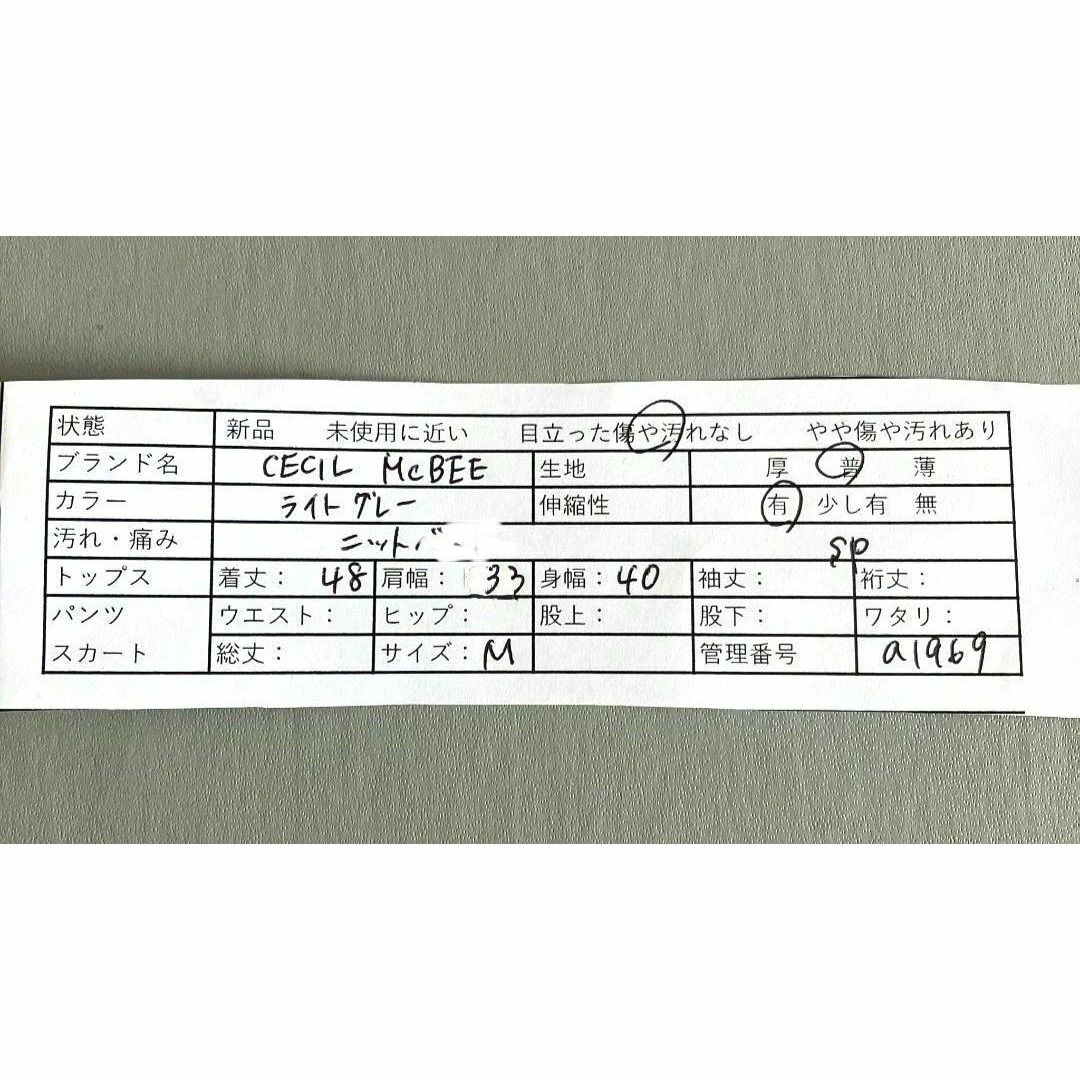 状態 新品 未使用に近い 目立った傷や汚れなし やや傷や汚れあり
ブランド名 CECIL McBEE 生地 厚 普 薄
カラー ライトグレー 伸縮性 有 少し有 無
汚れ・痛み ニット sp
トップス 着丈： 48 肩幅： 33 身幅： 40 袖丈： 裄丈：
パンツ ウエスト： ヒップ： 股上： 股下： ワタリ：
スカート 総丈： サイズ： M 管理番号 a1969